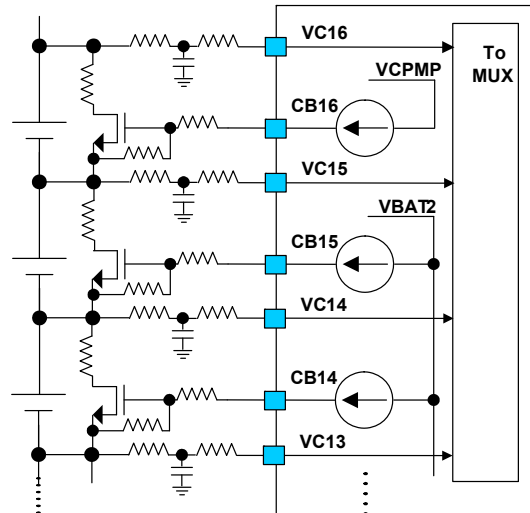 VC16
To
MUX
VCPMP
CB16
VC15
VBAT2
CB15
VC14
CB14
VC13